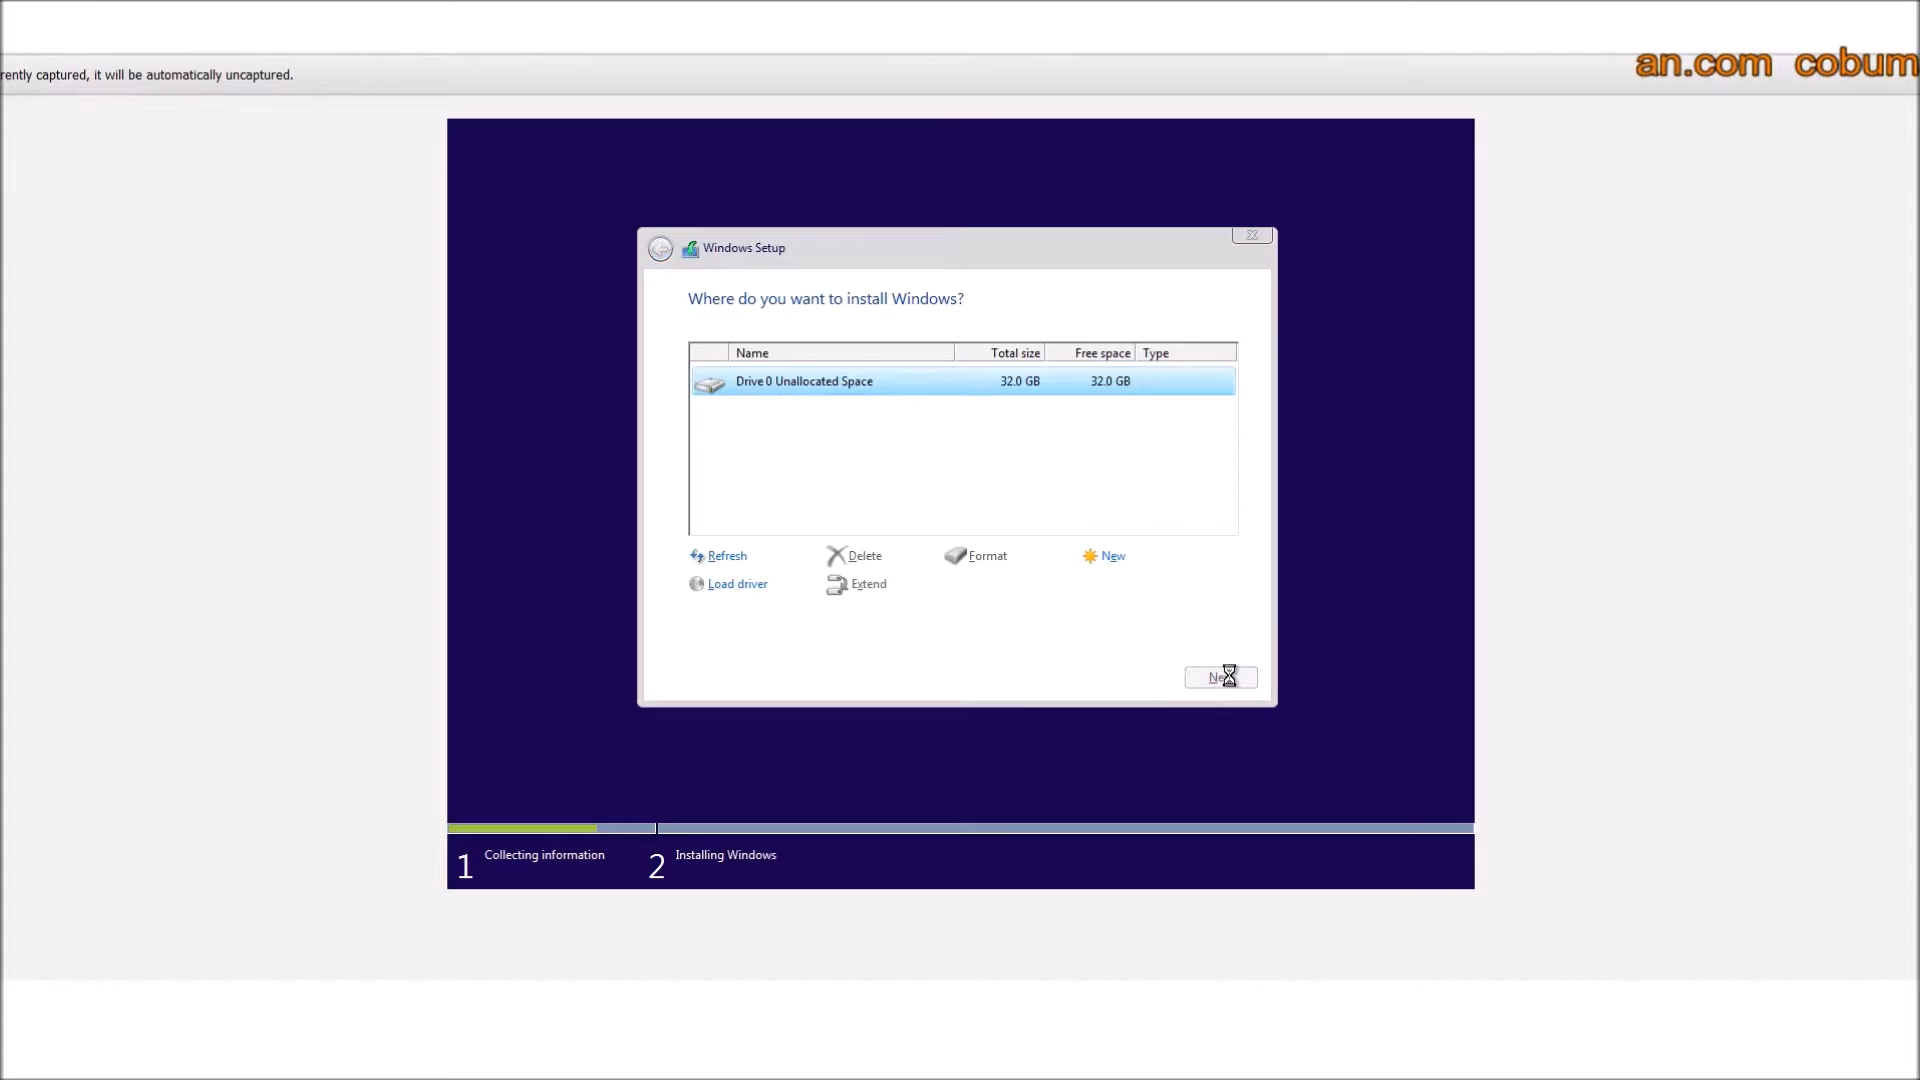 an.com cobum
rently captured, it will be automatically uncaptured.
Windows Setup
Where do you want to install Windows?
Name Total size Free space Type
Drive 0 Unallocated Space 32.0 GB 32.0 GB
Refresh Delete Format New
Load driver Extend
1 Collecting information 2 Installing Windows